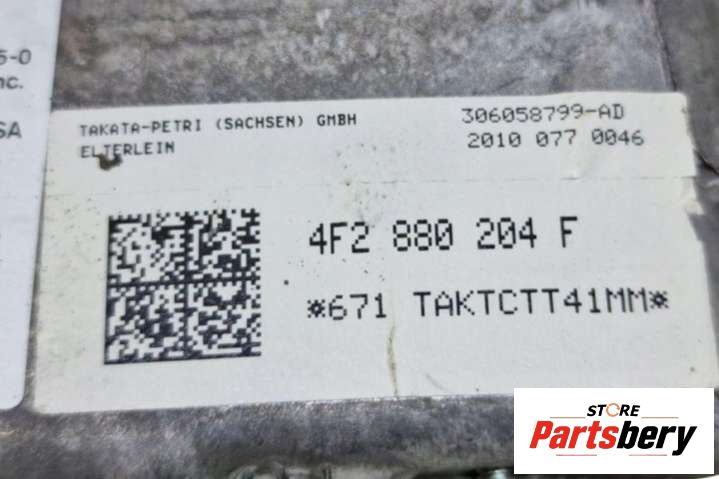 5-0
nc.
SA
TAKATA-PETRI (SACHSEN) GMBH
ELTERLEIN
306058799-AD
2010 077 0046
4F2 880 204 F
*671 TAKTCTT41MM*
STORE
Partsbery